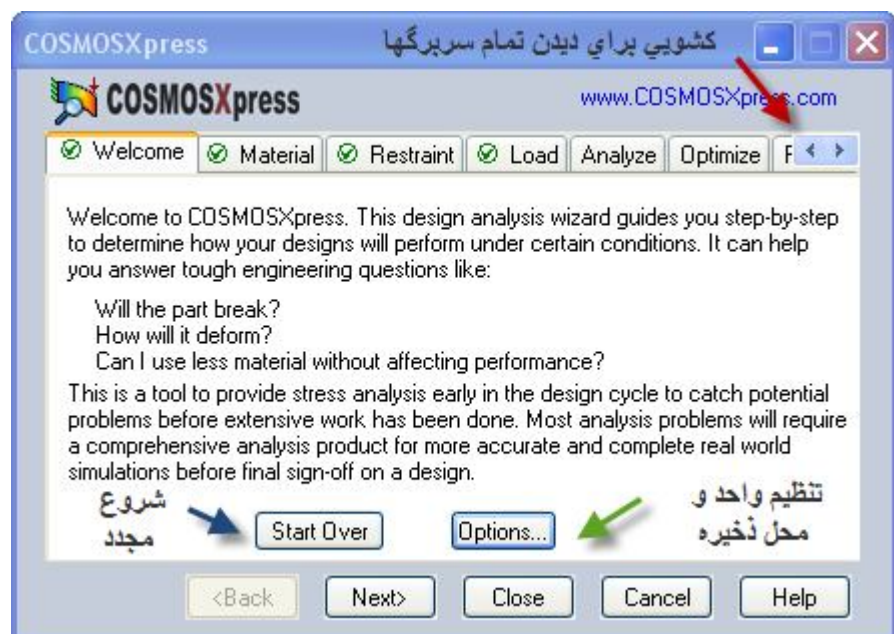 COSMOSXpress
كشويي براي ديدن تمام سربرگها
COSMOSXpress
www.COSMOSXpress.com
Welcome Material Restraint Load Analyze Optimize
Welcome to COSMOSXpress. This design analysis wizard guides you step-by-step
to determine how your designs will perform under certain conditions. It can help
you answer tough engineering questions like:
Will the part break?
How will it deform?
Can I use less material without affecting performance?
This is a tool to provide stress analysis early in the design cycle to catch potential
problems before extensive work has been done. Most analysis problems will require
a comprehensive analysis product for more accurate and complete real world
simulations before final sign-off on a design.
شروع
مجدد
Start Over
Options...
تنظيم واحد و
محل ذخيره
<Back Next> Close Cancel Help